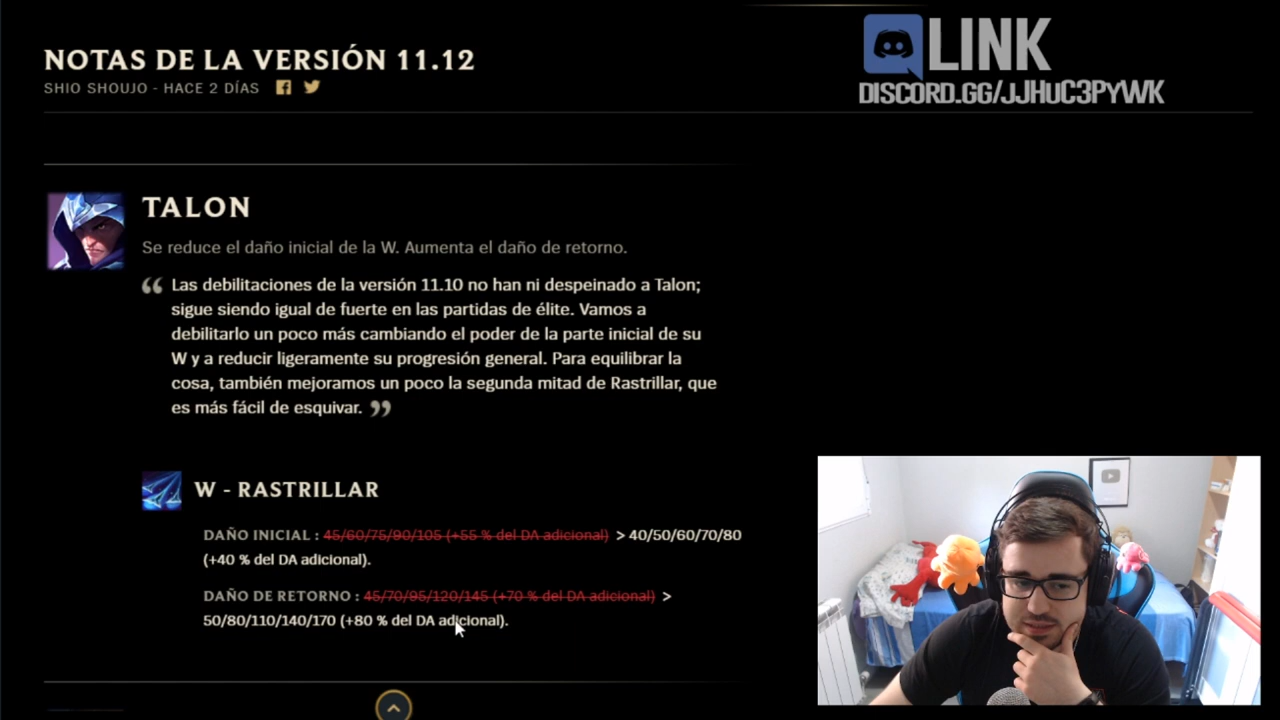 NOTAS DE LA VERSIÓN 11.12
SHIO SHOUJO - HACE 2 DÍAS
LINK
DISCORD.GG/JJHUC3PYWK
TALON
Se reduce el daño inicial de la W. Aumenta el daño de retorno.
“ Las debilitaciones de la versión 11.10 no han ni despeinado a Talon;
sigue siendo igual de fuerte en las partidas de élite. Vamos a
debilitarlo un poco más cambiando el poder de la parte inicial de su
W y a reducir ligeramente su progresión general. Para equilibrar la
cosa, también mejoramos un poco la segunda mitad de Rastrillar, que
es más fácil de esquivar. ”
W - RASTRILLAR
DAÑO INICIAL : 45/60/75/90/105 (+55 % del DA adicional) > 40/50/60/70/80
(+40 % del DA adicional).
DAÑO DE RETORNO : 45/70/95/120/145 (+70 % del DA adicional) >
50/80/110/140/170 (+80 % del DA adicional).